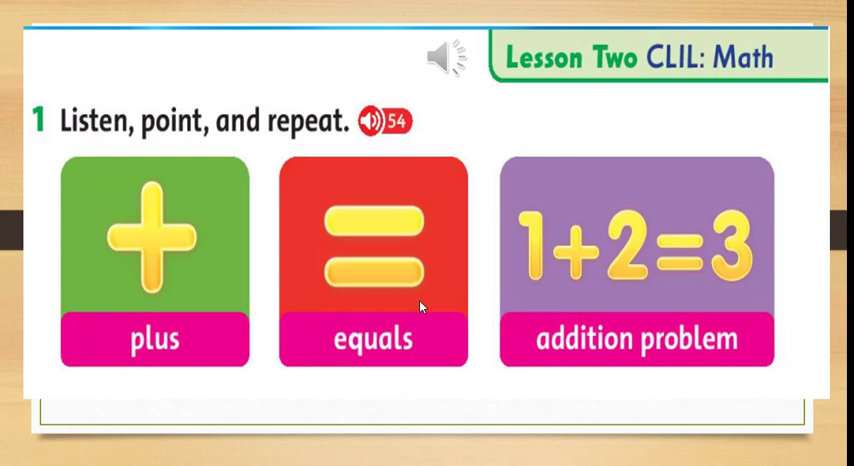 Lesson Two CLIL: Math
1 Listen, point, and repeat. 54
+
=
1+2=3
plus
equals
addition problem